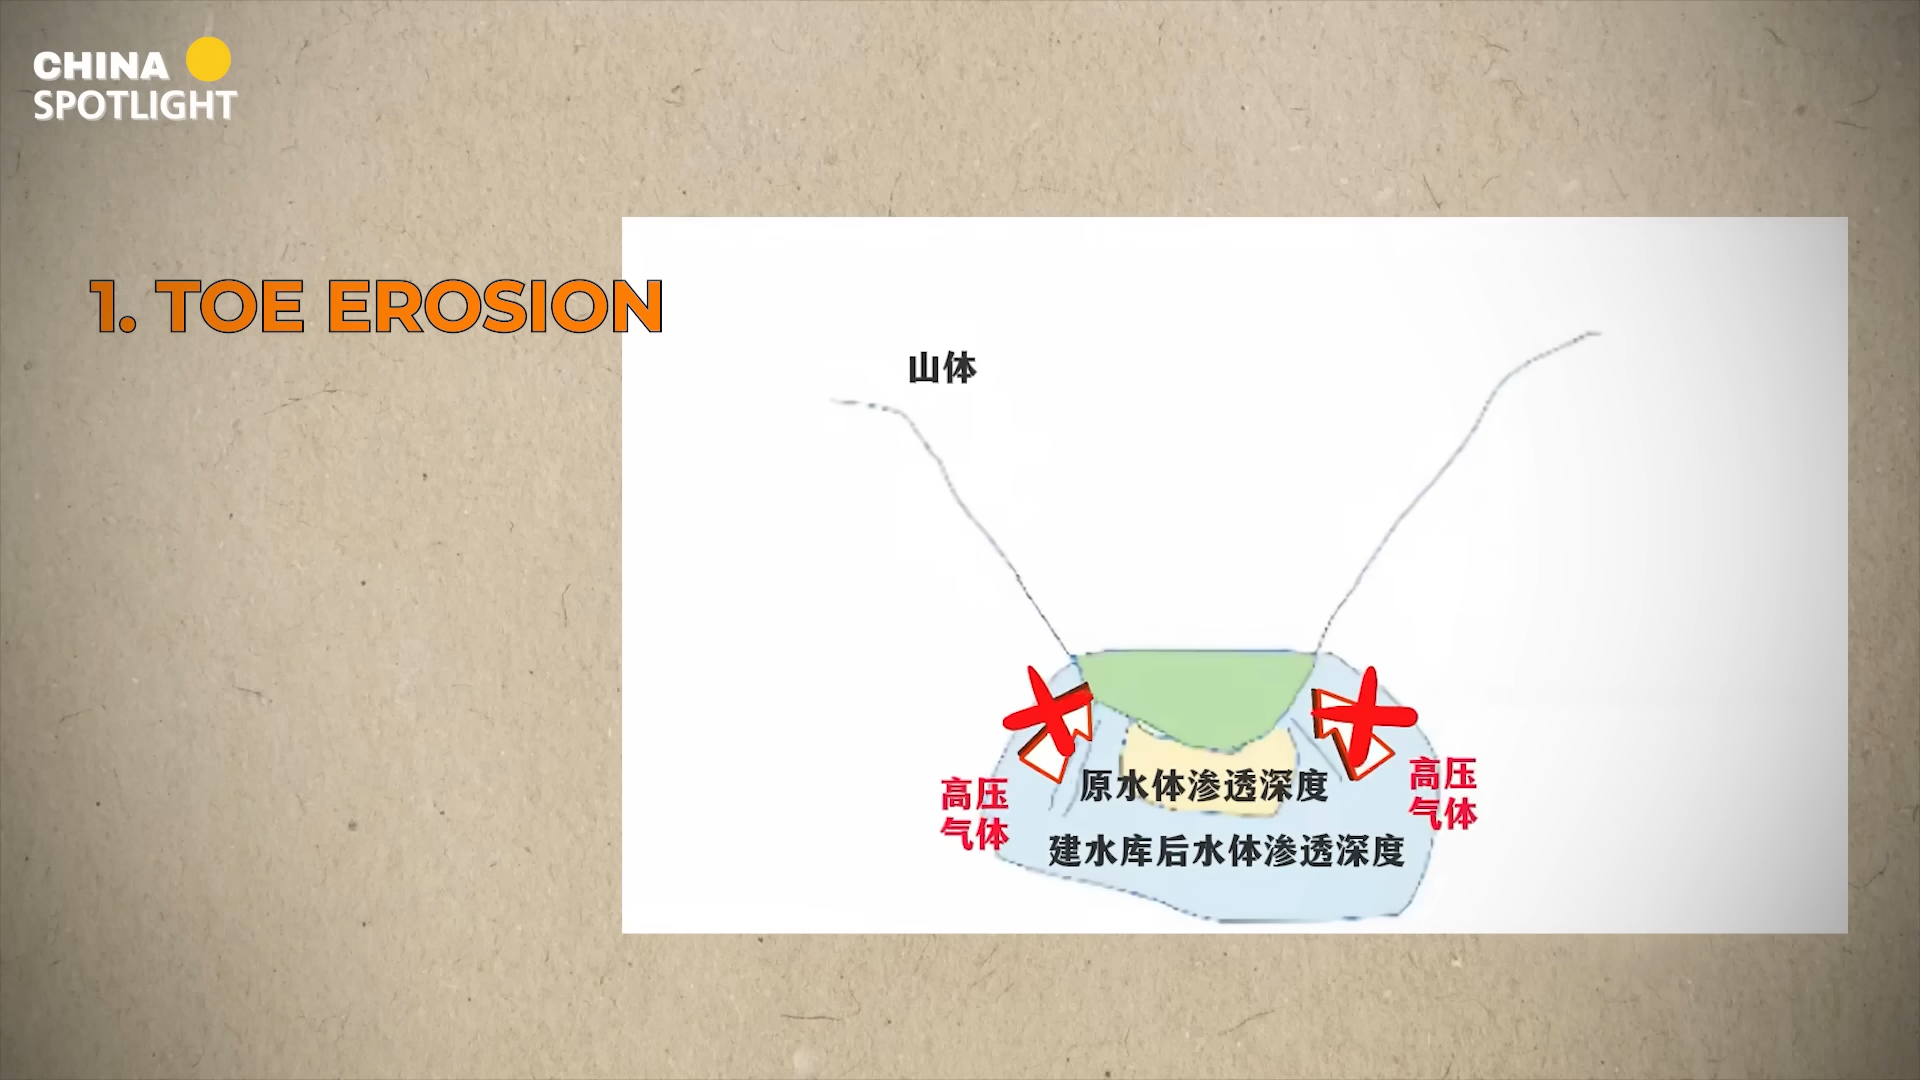 CHINA
SPOTLIGHT
1. TOE EROSION
山体
高压
气体
原水体渗透深度
建水库后水体渗透深度
高压
气体